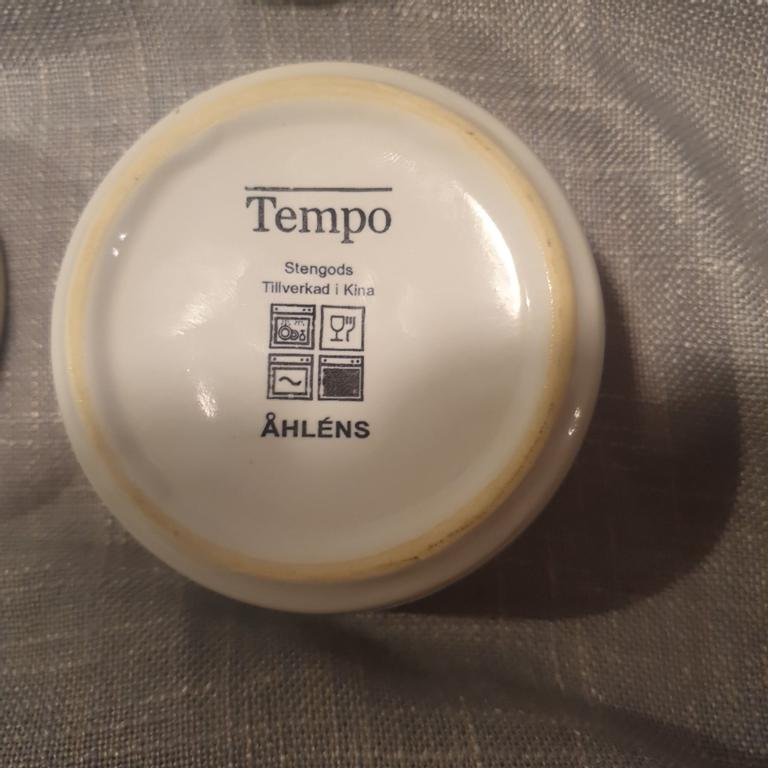 Tempo
Stengods
Tillverkad i Kina
ÅHLÉNS